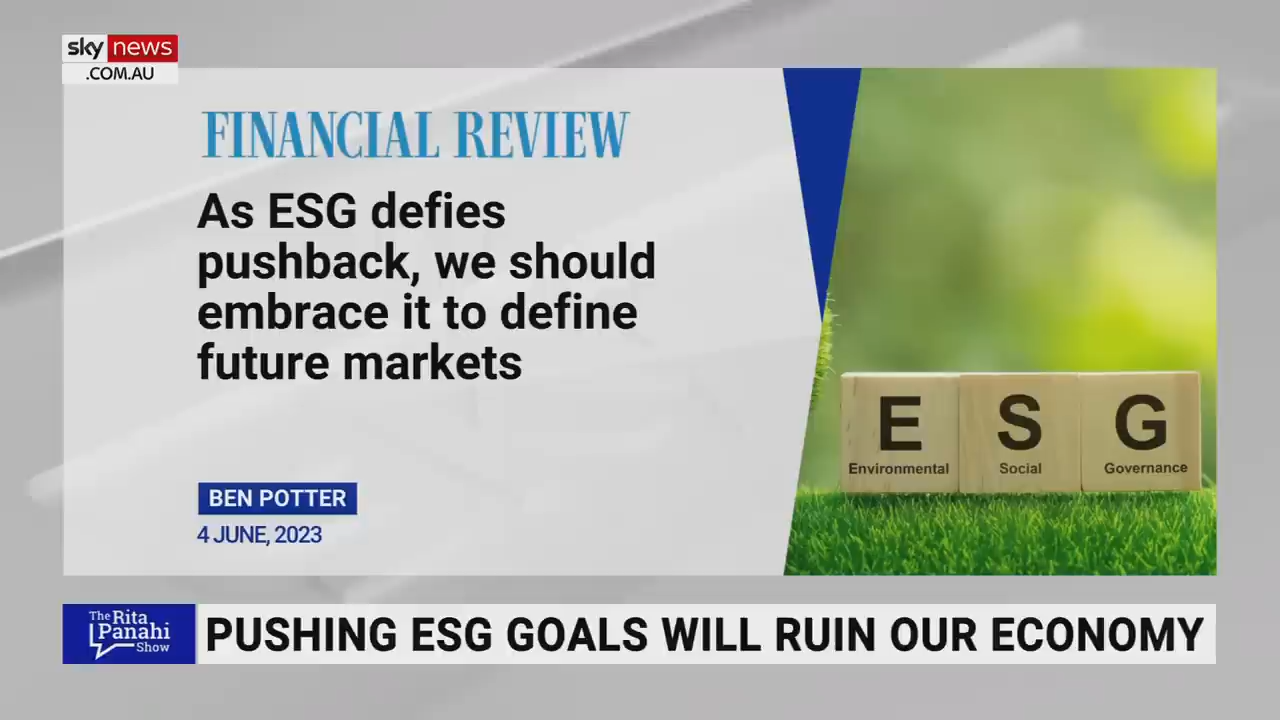 sky news
.COM.AU
FINANCIAL REVIEW
As ESG defies
pushback, we should
embrace it to define
future markets
BEN POTTER
4 JUNE, 2023
E S G
Environmental Social Governance
The Rita
Panahi
Show
PUSHING ESG GOALS WILL RUIN OUR ECONOMY